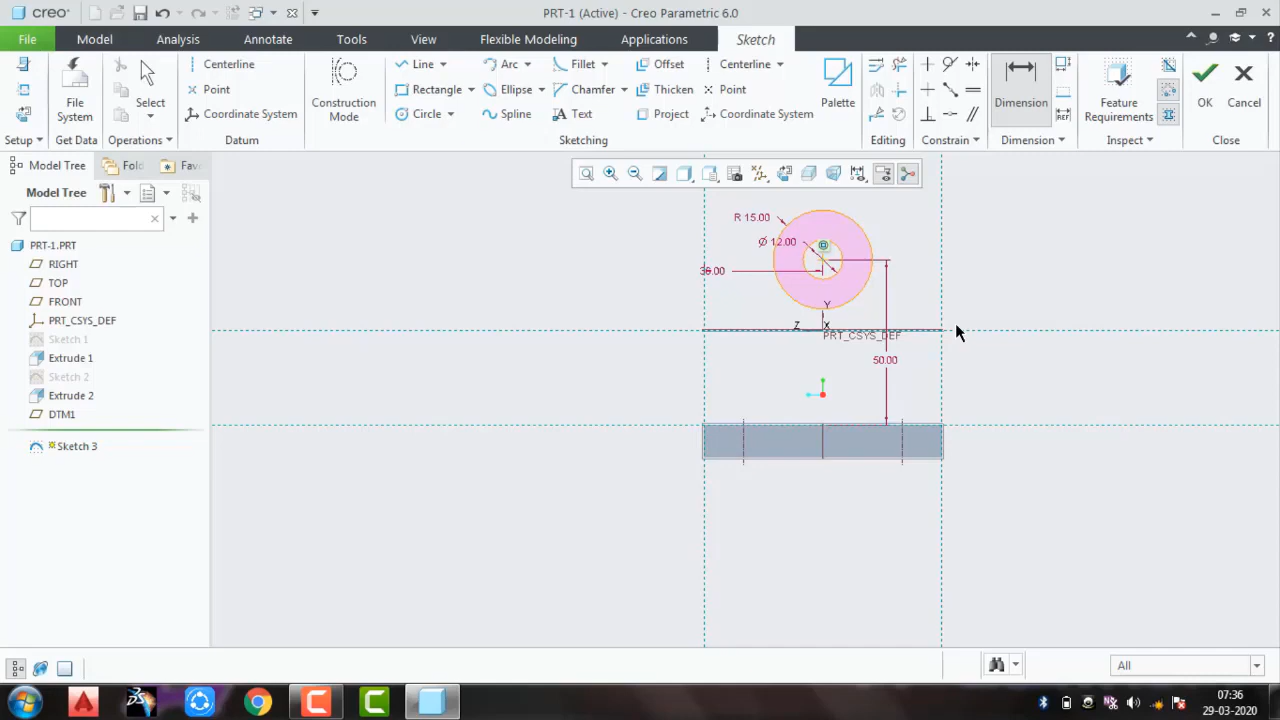 creo° PRT-1 (Active) - Creo Parametric 6.0
File Model Analysis Annotate Tools View Flexible Modeling Applications Sketch
Centerline Line Arc Fillet Offset Centerline
Point Rectangle Ellipse Chamfer Thicken Point
Coordinate System Circle Spline Text Project Coordinate System
File System Select Construction Mode Palette Dimension Feature Requirements OK Cancel
Setup Get Data Operations Datum Sketching Editing Constrain Dimension Inspect Close
Model Tree Fold Fav
Model Tree
PRT-1.PRT
RIGHT
TOP
FRONT
PRT_CSYS_DEF
Sketch 1
Extrude 1
Sketch 2
Extrude 2
DTM1
Sketch 3
R 15.00
Ø 12.00
30.00
Y
Z X
PRT_CSYS_DEF
50.00
All
07:36
29-03-2020